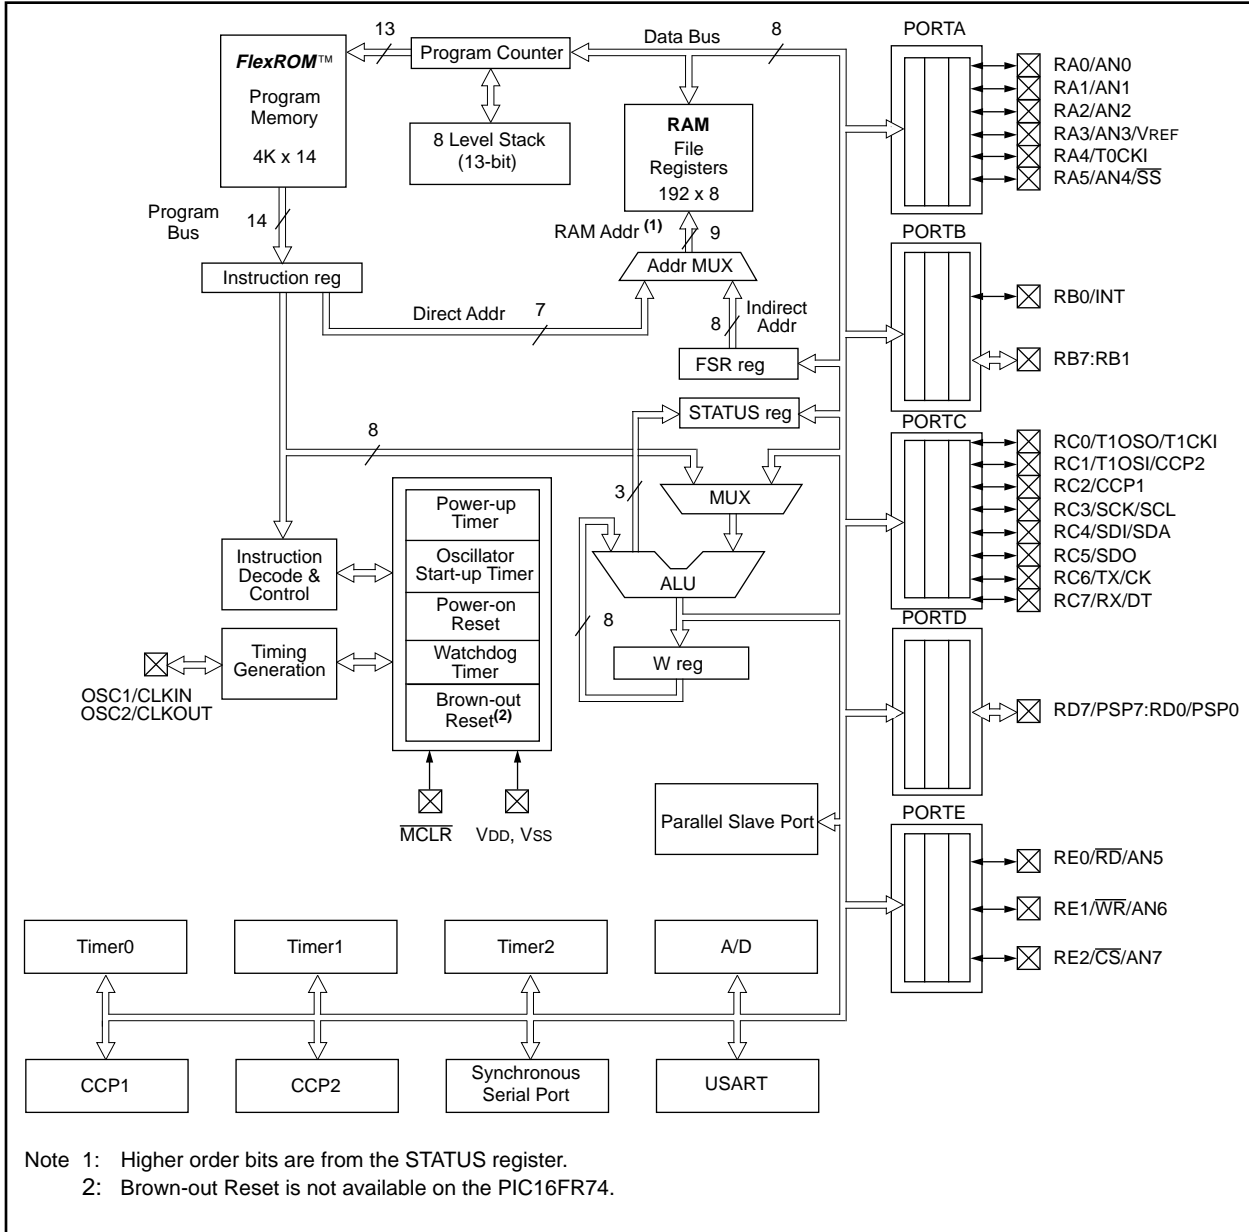 13
Data Bus
8
PORTA
FlexROM™
Program
Memory
4K x 14
Program Counter
8 Level Stack
(13-bit)
RAM
File
Registers
192 x 8
RA0/AN0
RA1/AN1
RA2/AN2
RA3/AN3/VREF
RA4/T0CKI
RA5/AN4/SS
Program
Bus
14
RAM Addr (1)
9
PORTB
Instruction reg
Addr MUX
Direct Addr
7
8
Indirect
Addr
RB0/INT
RB7:RB1
FSR reg
STATUS reg
PORTC
8
3
MUX
RC0/T1OSO/T1CKI
RC1/T1OSI/CCP2
RC2/CCP1
RC3/SCK/SCL
RC4/SDI/SDA
RC5/SDO
RC6/TX/CK
RC7/RX/DT
Power-up
Timer
Oscillator
Start-up Timer
Power-on
Reset
Watchdog
Timer
Brown-out
Reset(2)
Instruction
Decode &
Control
Timing
Generation
OSC1/CLKIN
OSC2/CLKOUT
ALU
8
W reg
PORTD
RD7/PSP7:RD0/PSP0
MCLR
VDD, VSS
Parallel Slave Port
PORTE
RE0/RD/AN5
RE1/WR/AN6
RE2/CS/AN7
Timer0
Timer1
Timer2
A/D
CCP1
CCP2
Synchronous
Serial Port
USART
Note 1: Higher order bits are from the STATUS register.
2: Brown-out Reset is not available on the PIC16FR74.